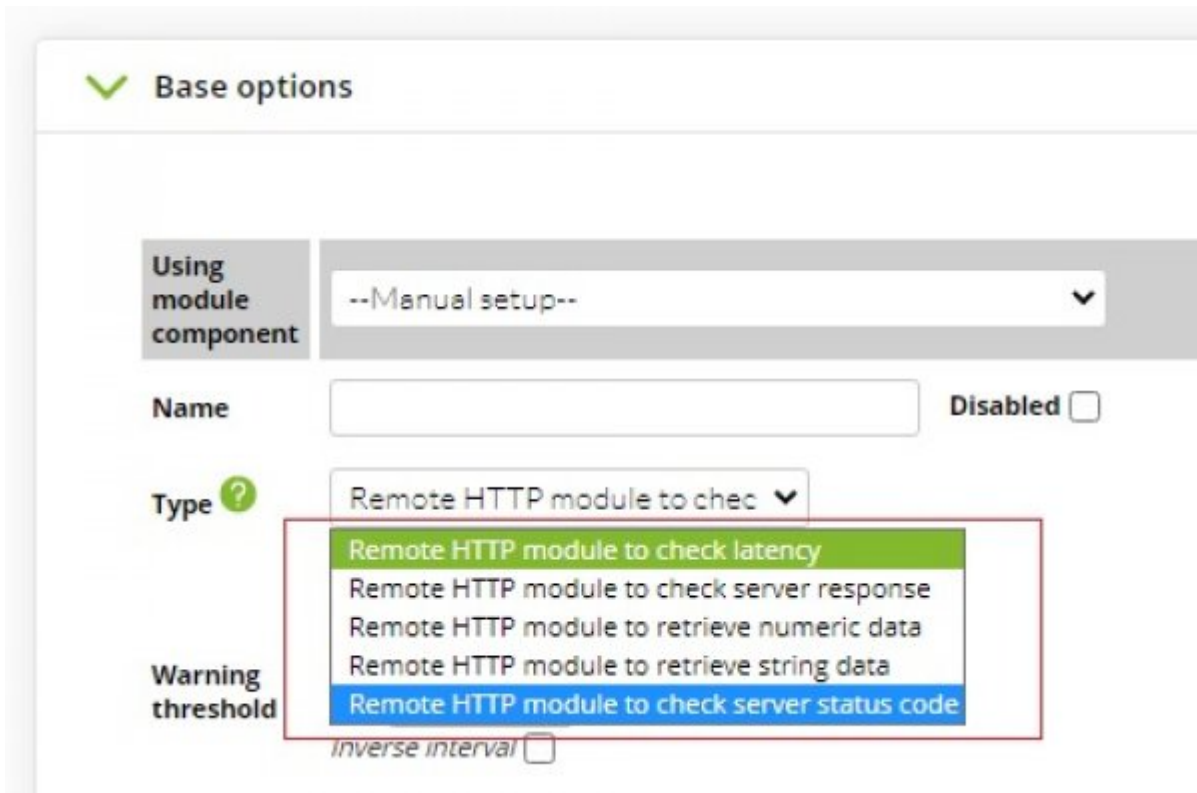 Base options
Using
module
component
--Manual setup--
Name
Disabled
Type ?
Remote HTTP module to chec
Remote HTTP module to check latency
Remote HTTP module to check server response
Remote HTTP module to retrieve numeric data
Remote HTTP module to retrieve string data
Remote HTTP module to check server status code
Warning
threshold
Inverse interval